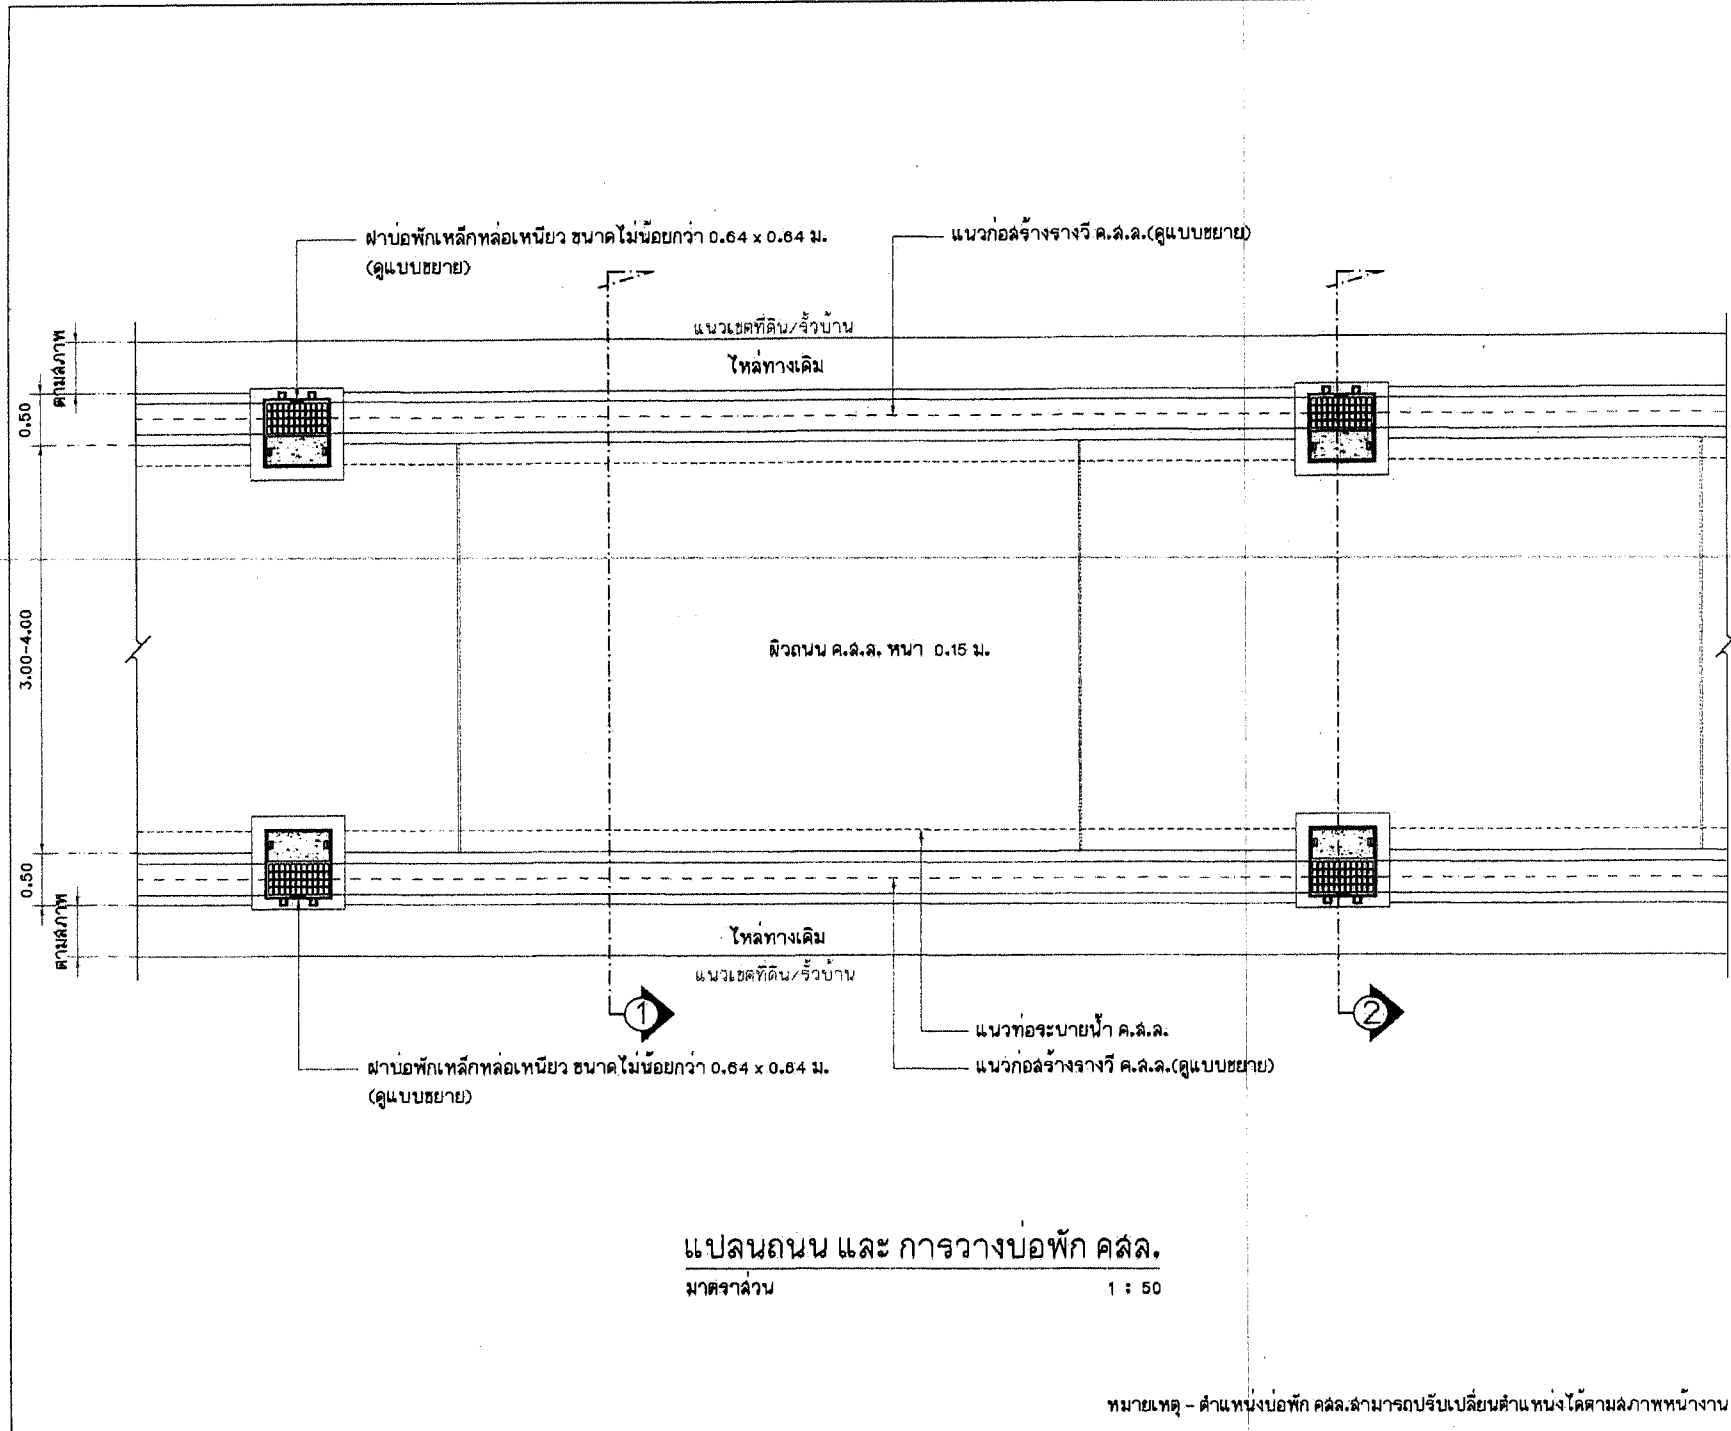 ฝาบ่อพักเหล็กหล่อเหนียว ขนาดไม่น้อยกว่า 0.64 x 0.64 ม.
(ดูแบบขยาย)
แนวก่อสร้างรางวี ค.ส.ล.(ดูแบบขยาย)
แนวเขตที่ดิน/รั้วบ้าน
ไหล่ทางเดิม
ตามสภาพ
0.50
3.00-4.00
ผิวถนน ค.ส.ล. หนา 0.15 ม.
0.50
ตามสภาพ
ไหล่ทางเดิม
แนวเขตที่ดิน/รั้วบ้าน
1
2
แนวท่อระบายน้ำ ค.ส.ล.
แนวก่อสร้างรางวี ค.ส.ล.(ดูแบบขยาย)
ฝาบ่อพักเหล็กหล่อเหนียว ขนาดไม่น้อยกว่า 0.64 x 0.64 ม.
(ดูแบบขยาย)
แปลนถนน และ การวางบ่อพัก คสล.
มาตราส่วน 1 : 50
หมายเหตุ - ตำแหน่งบ่อพัก คสล.สามารถปรับเปลี่ยนตำแหน่งได้ตามสภาพหน้างาน